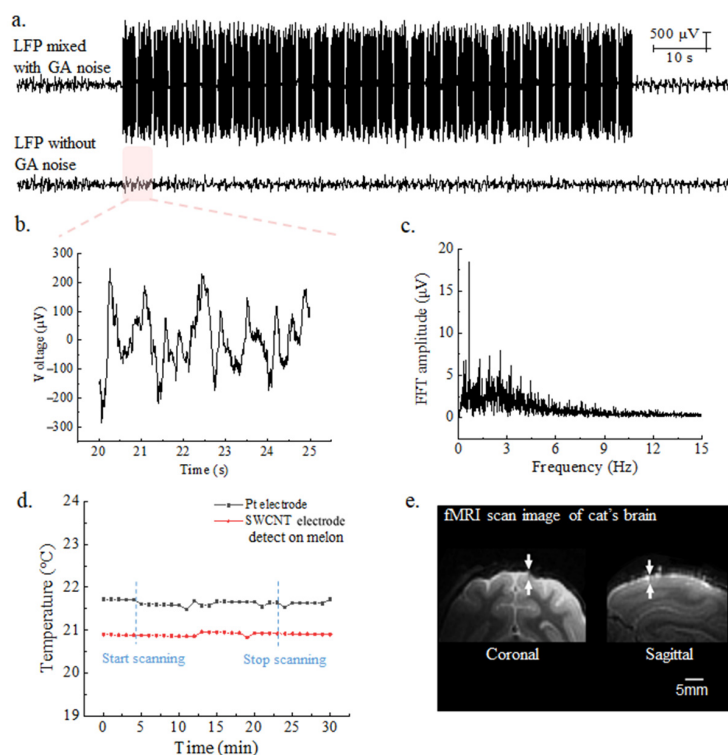 a.
LFP mixed
with GA noise
500 µV
10 s
LFP without
GA noise
b.
300
200
100
0
−100
−200
−300
Voltage (µV)
20 21 22 23 24 25
Time (s)
c.
20
15
10
5
0
FFT amplitude (µV)
0 3 6 9 12 15
Frequency (Hz)
d.
Pt electrode
SWCNT electrode
detect on melon
24
23
22
21
20
19
Temperature (°C)
Start scanning
Stop scanning
0 5 10 15 20 25 30
Time (min)
e.
fMRI scan image of cat's brain
Coronal
Sagittal
5mm